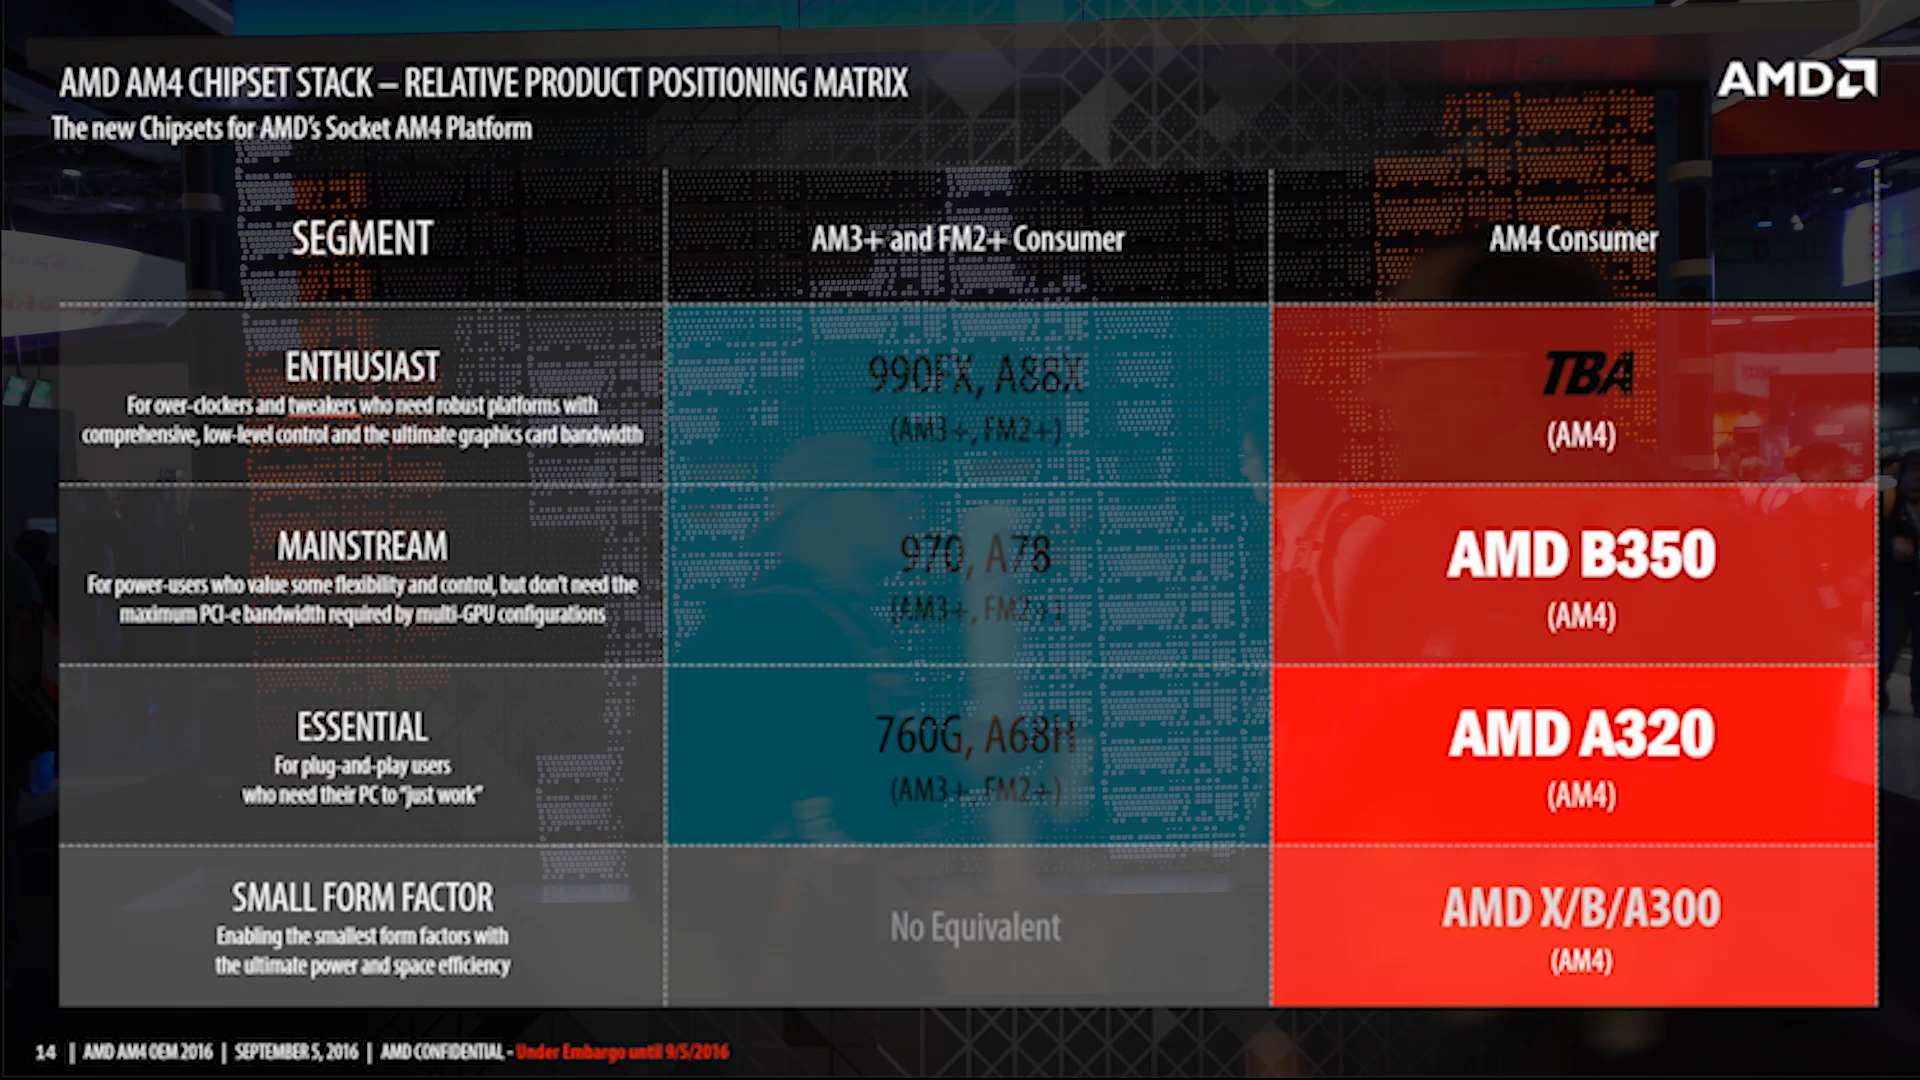 AMD AM4 CHIPSET STACK – RELATIVE PRODUCT POSITIONING MATRIX
AMD
The new Chipsets for AMD's Socket AM4 Platform
SEGMENT
AM3+ and FM2+ Consumer
AM4 Consumer
ENTHUSIAST
For over-clockers and tweakers who need robust platforms with
comprehensive, low-level control and the ultimate graphics card bandwidth
990FX, A88X
(AM3+, FM2+)
TBA
(AM4)
MAINSTREAM
For power-users who value some flexibility and control, but don't need the
maximum PCI-e bandwidth required by multi-GPU configurations
970, A78
(AM3+, FM2+)
AMD B350
(AM4)
ESSENTIAL
For plug-and-play users
who need their PC to "just work"
760G, A68H
(AM3+, FM2+)
AMD A320
(AM4)
SMALL FORM FACTOR
Enabling the smallest form factors with
the ultimate power and space efficiency
No Equivalent
AMD X/B/A300
(AM4)
14 | AMD AM4 OEM 2016 | SEPTEMBER 5, 2016 | AMD CONFIDENTIAL - Under Embargo until 9/5/2016